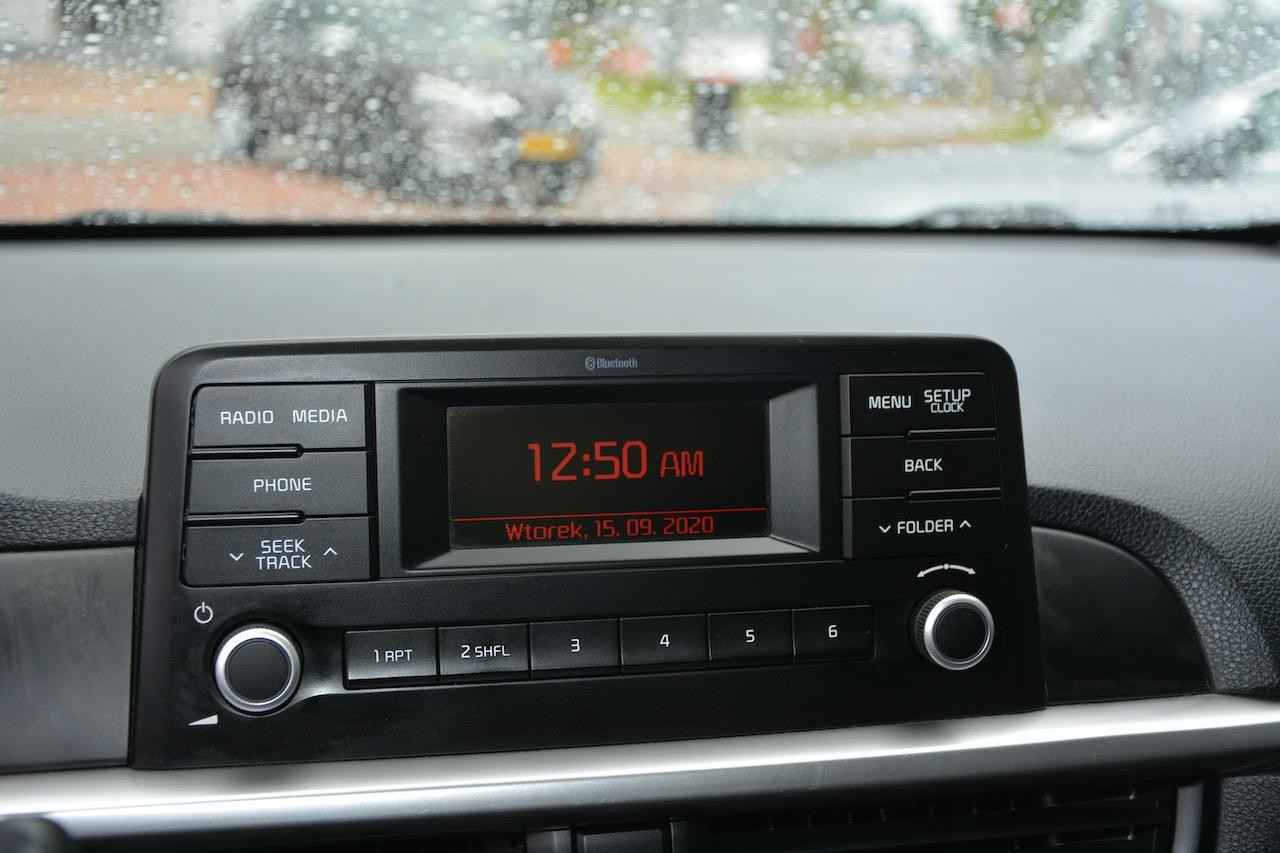 Bluetooth
RADIO MEDIA
PHONE
SEEK
TRACK
12:50 AM
Wtorek, 15. 09. 2020
MENU SETUP
CLOCK
BACK
FOLDER
1 RPT 2 SHFL 3 4 5 6